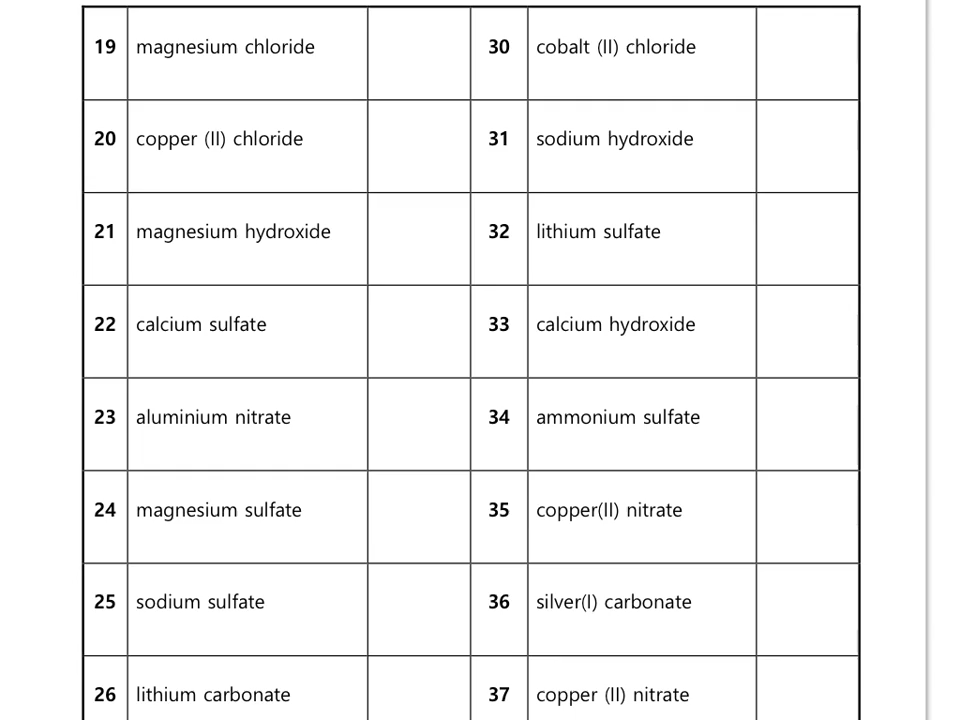 19 magnesium chloride 30 cobalt (II) chloride
20 copper (II) chloride 31 sodium hydroxide
21 magnesium hydroxide 32 lithium sulfate
22 calcium sulfate 33 calcium hydroxide
23 aluminium nitrate 34 ammonium sulfate
24 magnesium sulfate 35 copper(II) nitrate
25 sodium sulfate 36 silver(I) carbonate
26 lithium carbonate 37 copper (II) nitrate